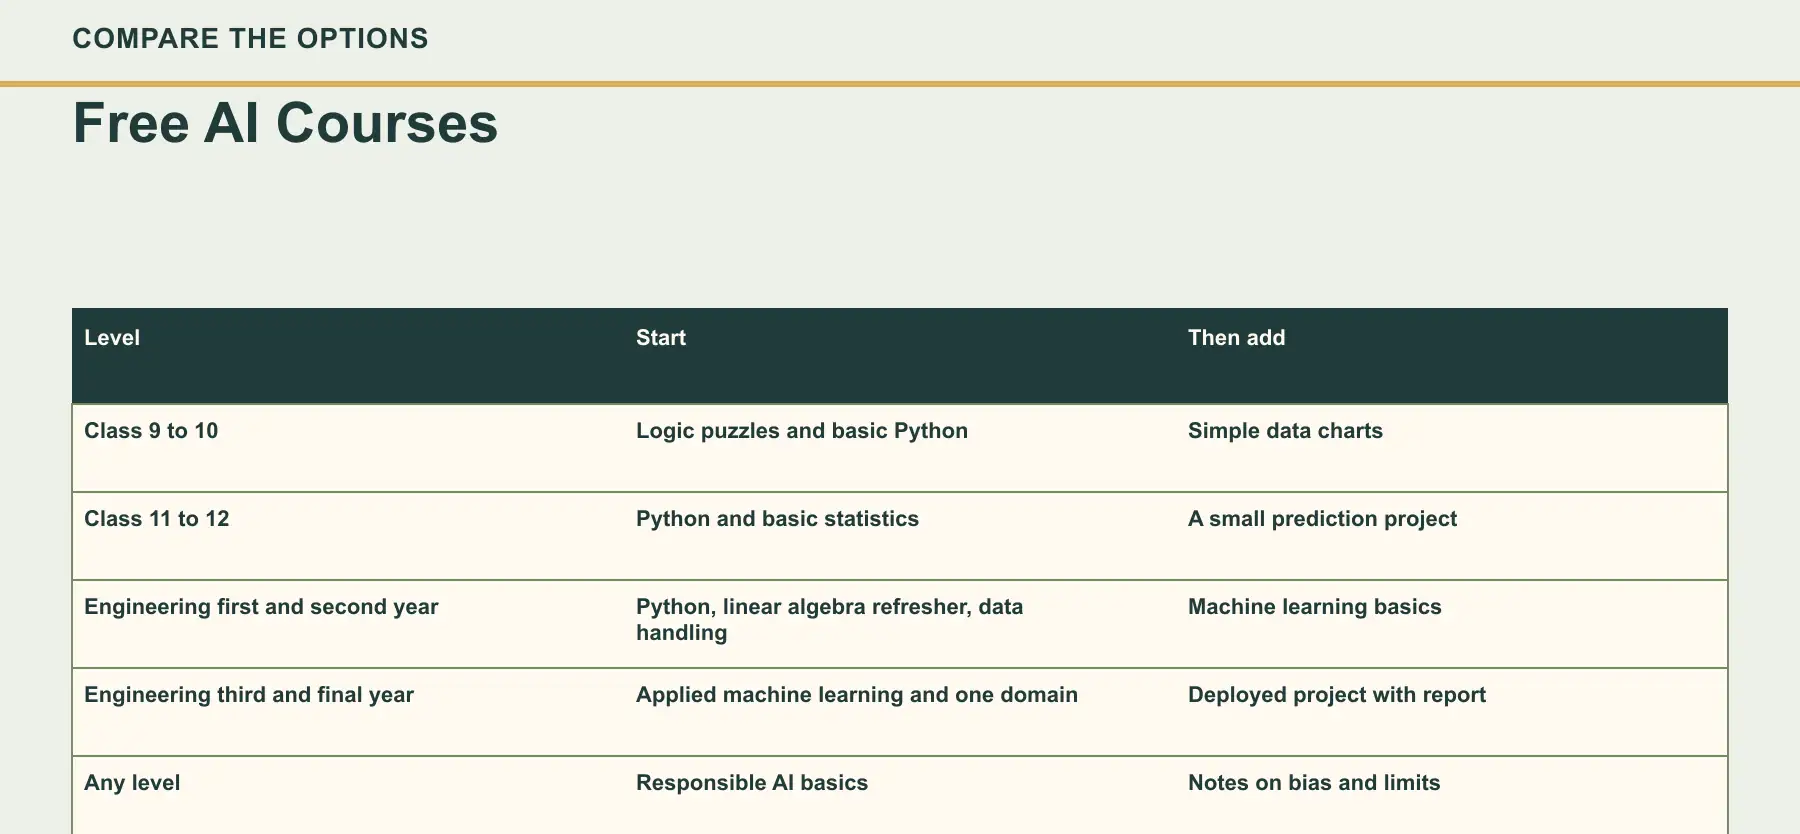 COMPARE THE OPTIONS
Free AI Courses
Level Start Then add
Class 9 to 10 Logic puzzles and basic Python Simple data charts
Class 11 to 12 Python and basic statistics A small prediction project
Engineering first and second year Python, linear algebra refresher, data handling Machine learning basics
Engineering third and final year Applied machine learning and one domain Deployed project with report
Any level Responsible AI basics Notes on bias and limits